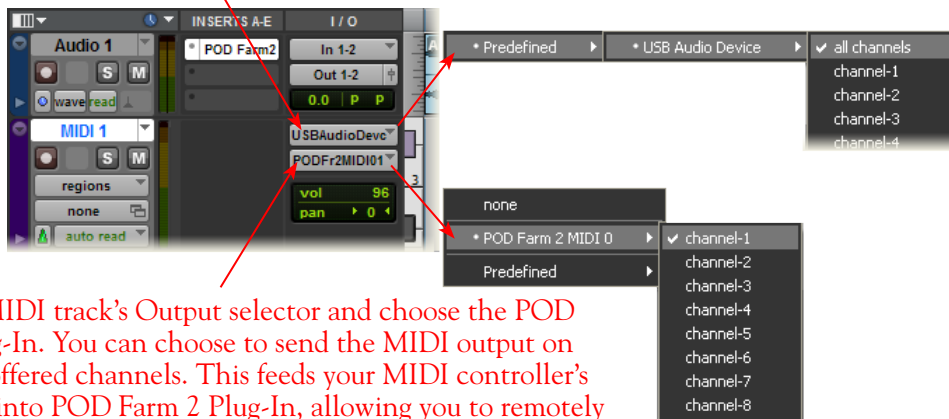 INSERTS A-E I / O
Audio 1 POD Farm2 In 1-2
S M Out 1-2
wave read 0.0 P P
MIDI 1 USBAudioDevc
S M PODFr2MIDI01
regions vol 96
none pan 0
auto read
3
• Predefined • USB Audio Device ✓ all channels
channel-1
channel-2
channel-3
channel-4
none
• POD Farm 2 MIDI 0 ✓ channel-1
Predefined channel-2
channel-3
channel-4
channel-5
channel-6
channel-7
channel-8
MIDI track's Output selector and choose the POD
g-In. You can choose to send the MIDI output on
ffered channels. This feeds your MIDI controller's
into POD Farm 2 Plug-In, allowing you to remotely